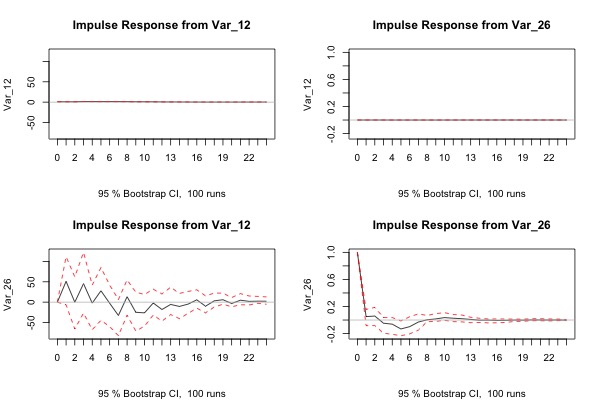 Impulse Response from Var_12
Var_12
50
0
-50
0 2 4 6 8 10 13 16 19 22
95 % Bootstrap CI, 100 runs
Impulse Response from Var_26
Var_12
1.0
0.6
0.2
-0.2
0 2 4 6 8 10 13 16 19 22
95 % Bootstrap CI, 100 runs
Impulse Response from Var_12
Var_26
50
0
-50
0 2 4 6 8 10 13 16 19 22
95 % Bootstrap CI, 100 runs
Impulse Response from Var_26
Var_26
1.0
0.6
0.2
-0.2
0 2 4 6 8 10 13 16 19 22
95 % Bootstrap CI, 100 runs